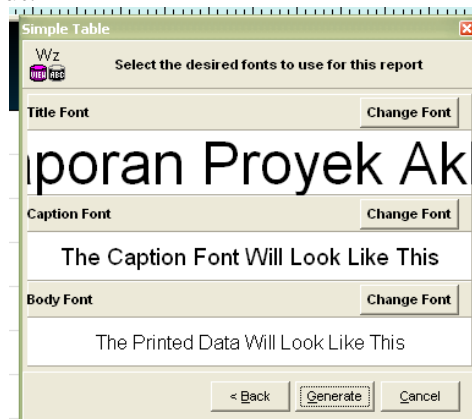 Simple Table
Wz
VIEW ABC
Select the desired fonts to use for this report
Title Font
Change Font
aporan Proyek Ak
Caption Font
Change Font
The Caption Font Will Look Like This
Body Font
Change Font
The Printed Data Will Look Like This
< Back
Generate
Cancel